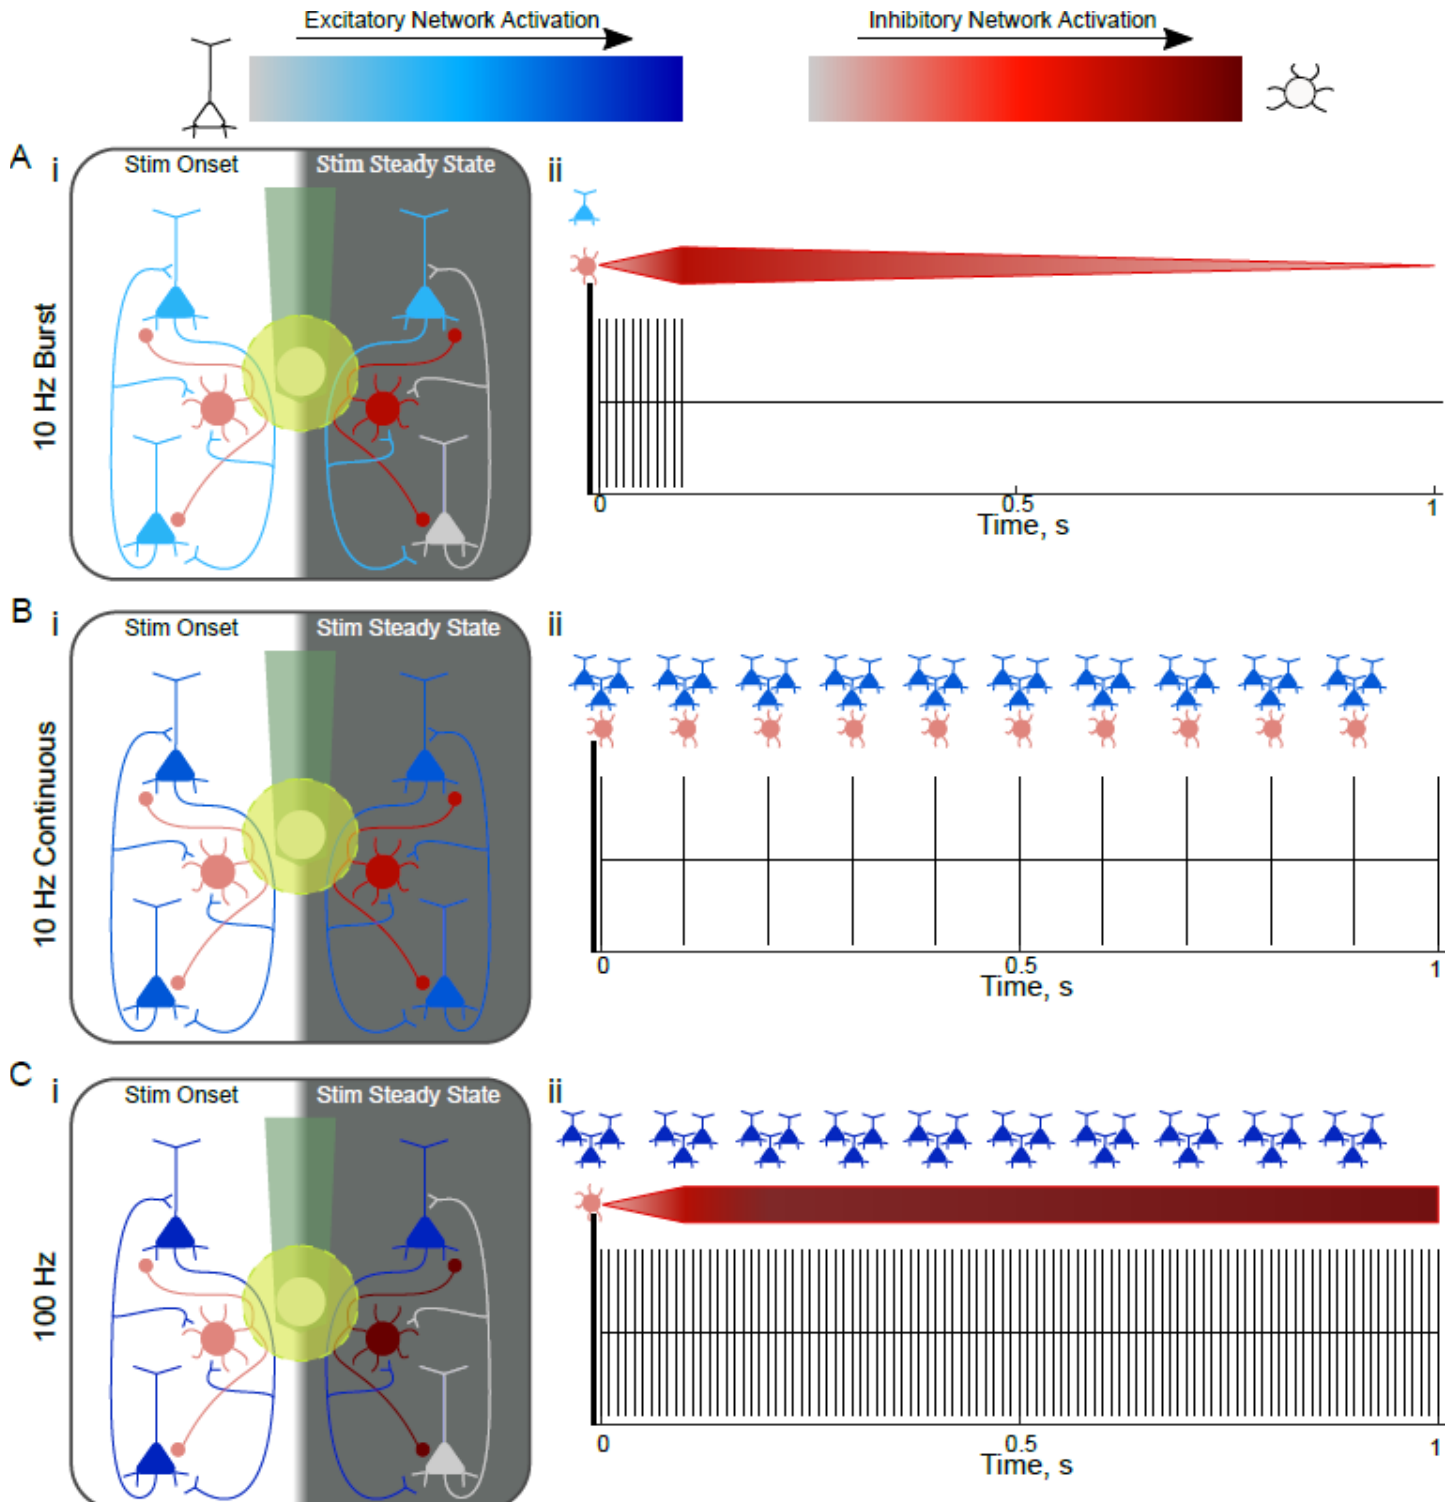 Excitatory Network Activation
Inhibitory Network Activation
A
i
Stim Onset
Stim Steady State
ii
10 Hz Burst
0
0.5
1
Time, s
B
i
Stim Onset
Stim Steady State
ii
10 Hz Continuous
0
0.5
1
Time, s
C
i
Stim Onset
Stim Steady State
ii
100 Hz
0
0.5
1
Time, s